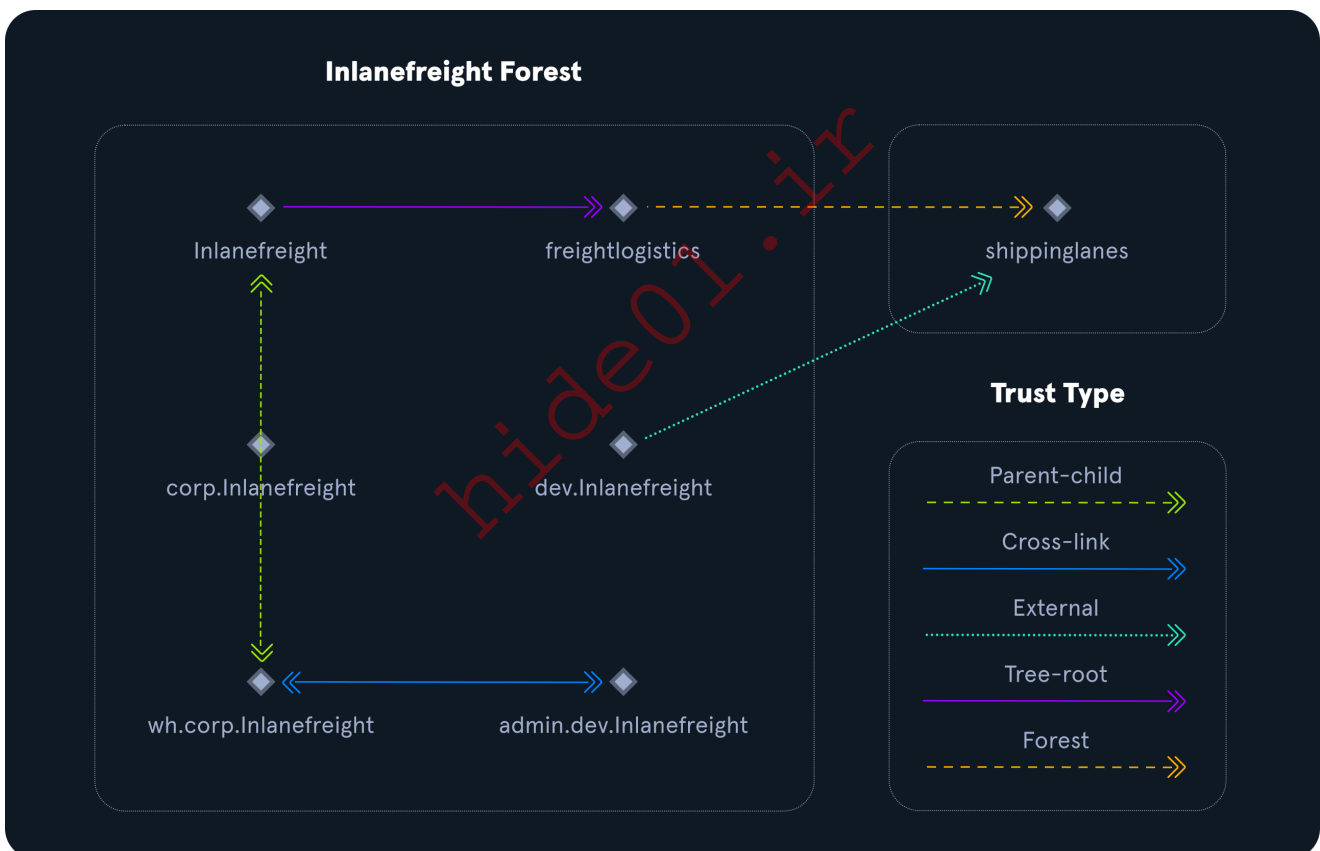 Inlanefreight Forest
Inlanefreight
freightlogistics
shippinglanes
corp.Inlanefreight
dev.Inlanefreight
wh.corp.Inlanefreight
admin.dev.Inlanefreight
Trust Type
Parent-child
Cross-link
External
Tree-root
Forest
hide01.ir